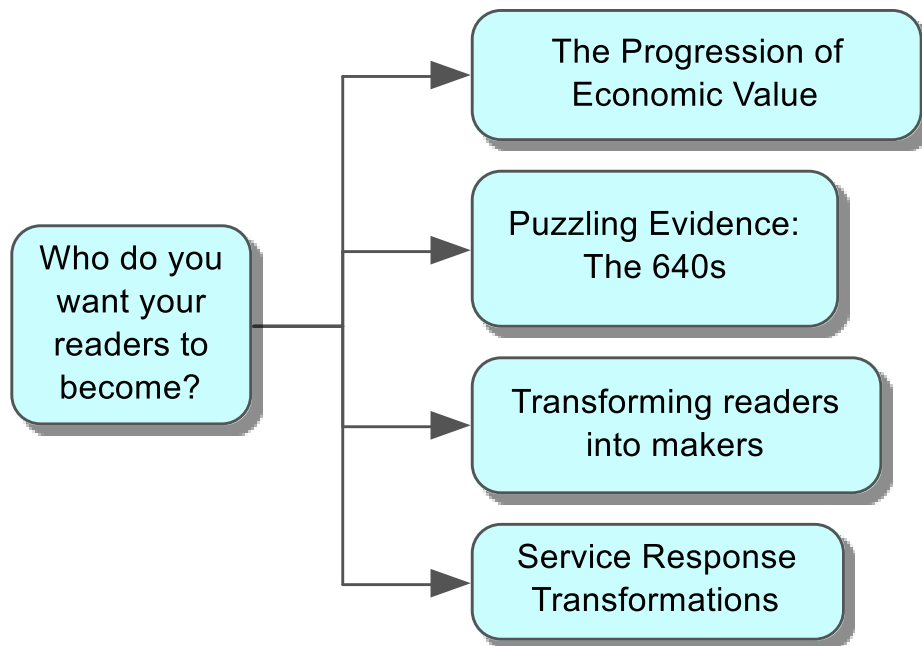 Who do you
want your
readers to
become?
The Progression of
Economic Value
Puzzling Evidence:
The 640s
Transforming readers
into makers
Service Response
Transformations